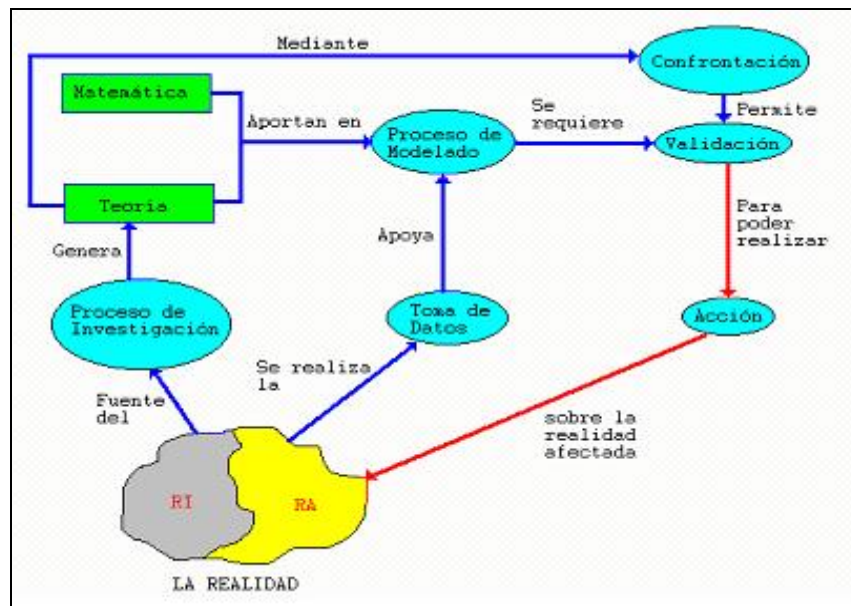 Mediante
Confrontación
Matemática
Aportan en
Proceso de
Modelado
Se
requiere
Permite
Validación
Teoría
Genera
Apoya
Para
poder
realizar
Proceso de
Investigación
Toma de
Datos
Acción
Se realiza
la
Fuente
del
sobre la
realidad
afectada
RI
RA
LA REALIDAD